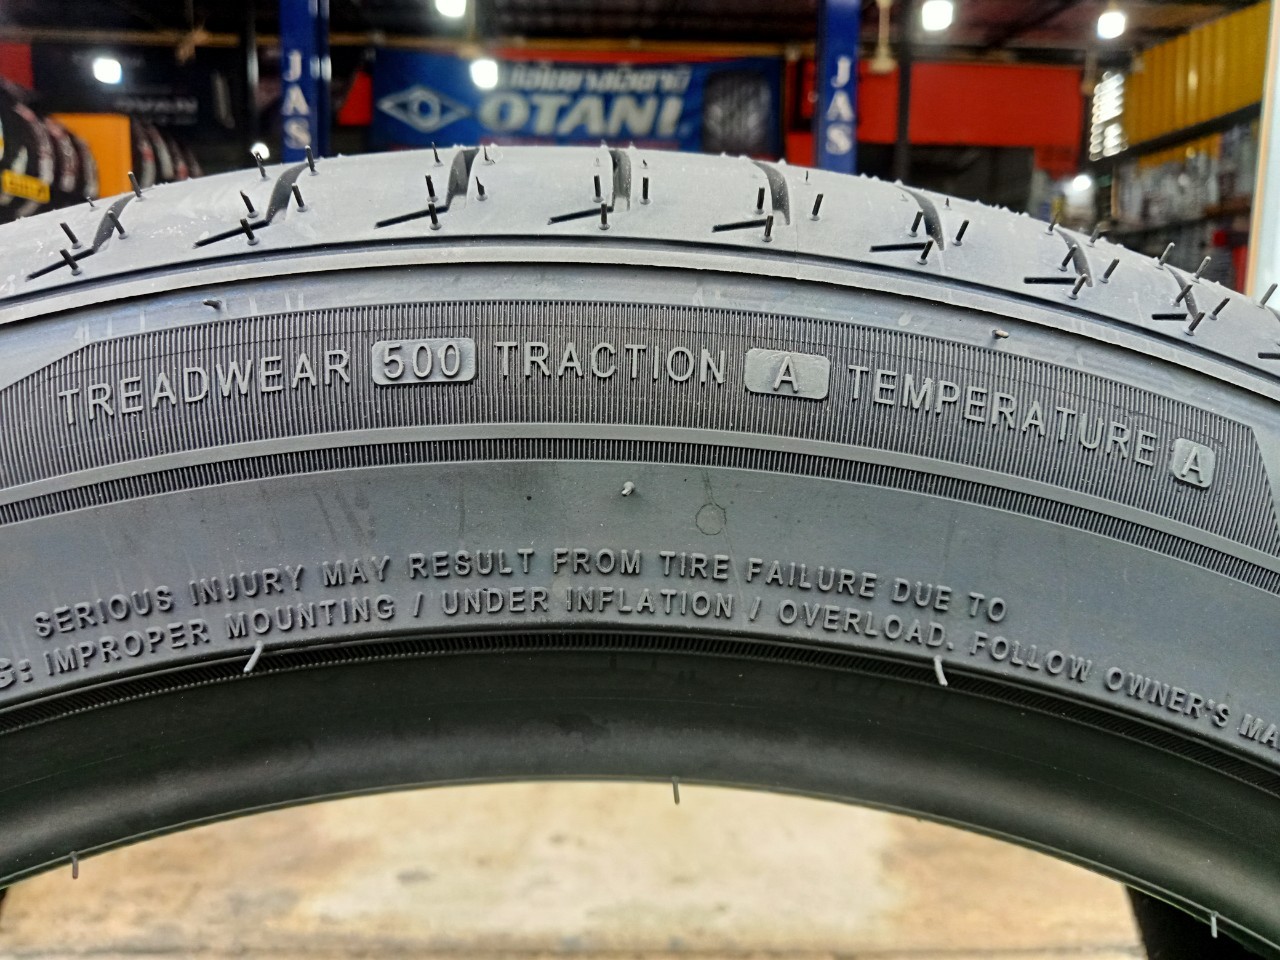 JAS
JAS
OTANI
TREADWEAR 500 TRACTION A TEMPERATURE A
SERIOUS INJURY MAY RESULT FROM TIRE FAILURE DUE TO
G: IMPROPER MOUNTING / UNDER INFLATION / OVERLOAD. FOLLOW OWNER'S MA